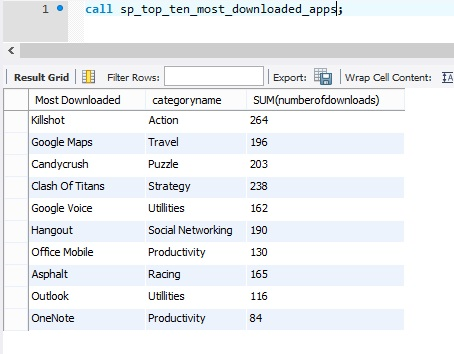 1 call sp_top_ten_most_downloaded_apps;
Result Grid Filter Rows: Export: Wrap Cell Content:
Most Downloaded categoryname SUM(numberofdownloads)
Killshot Action 264
Google Maps Travel 196
Candycrush Puzzle 203
Clash Of Titans Strategy 238
Google Voice Utillities 162
Hangout Social Networking 190
Office Mobile Productivity 130
Asphalt Racing 165
Outlook Utillities 116
OneNote Productivity 84